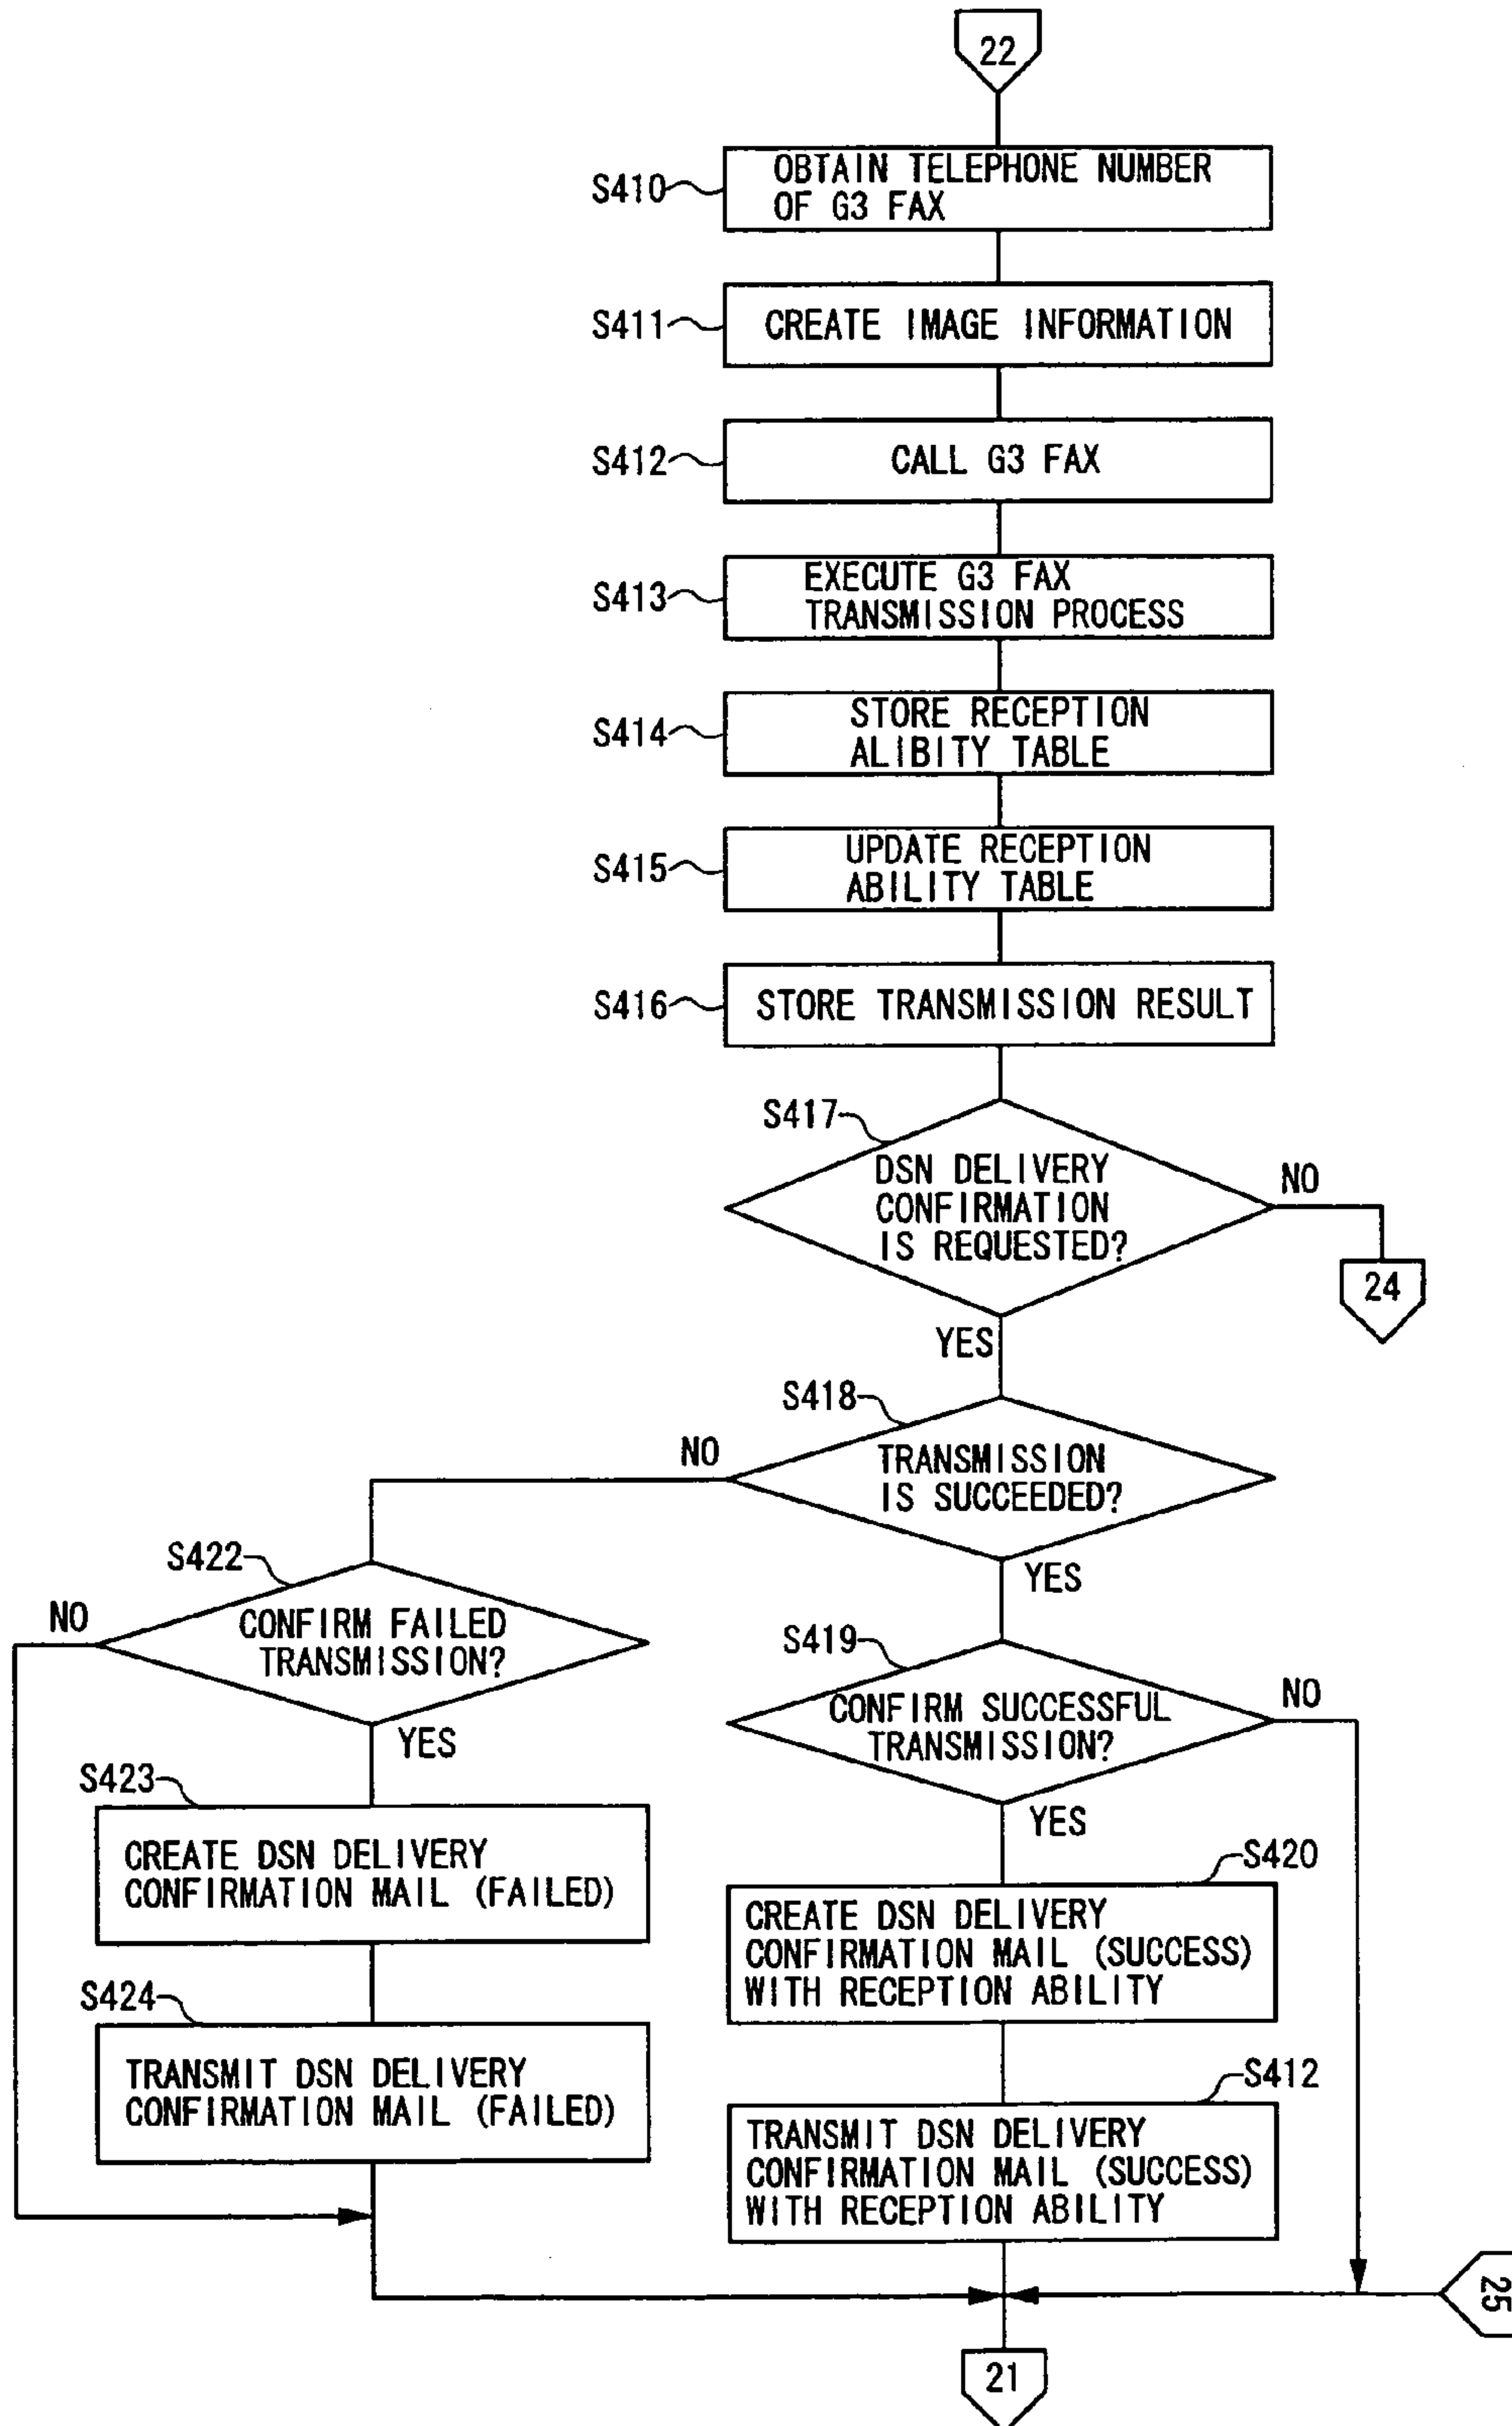 22
S410
OBTAIN TELEPHONE NUMBER
OF G3 FAX
S411
CREATE IMAGE INFORMATION
S412
CALL G3 FAX
S413
EXECUTE G3 FAX
TRANSMISSION PROCESS
S414
STORE RECEPTION
ALIBITY TABLE
S415
UPDATE RECEPTION
ABILITY TABLE
S416
STORE TRANSMISSION RESULT
S417
DSN DELIVERY
CONFIRMATION
IS REQUESTED?
NO
24
YES
S418
TRANSMISSION
IS SUCCEEDED?
NO
YES
S422
CONFIRM FAILED
TRANSMISSION?
NO
YES
S419
CONFIRM SUCCESSFUL
TRANSMISSION?
NO
YES
S423
CREATE DSN DELIVERY
CONFIRMATION MAIL (FAILED)
S420
CREATE DSN DELIVERY
CONFIRMATION MAIL (SUCCESS)
WITH RECEPTION ABILITY
S424
TRANSMIT DSN DELIVERY
CONFIRMATION MAIL (FAILED)
S412
TRANSMIT DSN DELIVERY
CONFIRMATION MAIL (SUCCESS)
WITH RECEPTION ABILITY
25
21